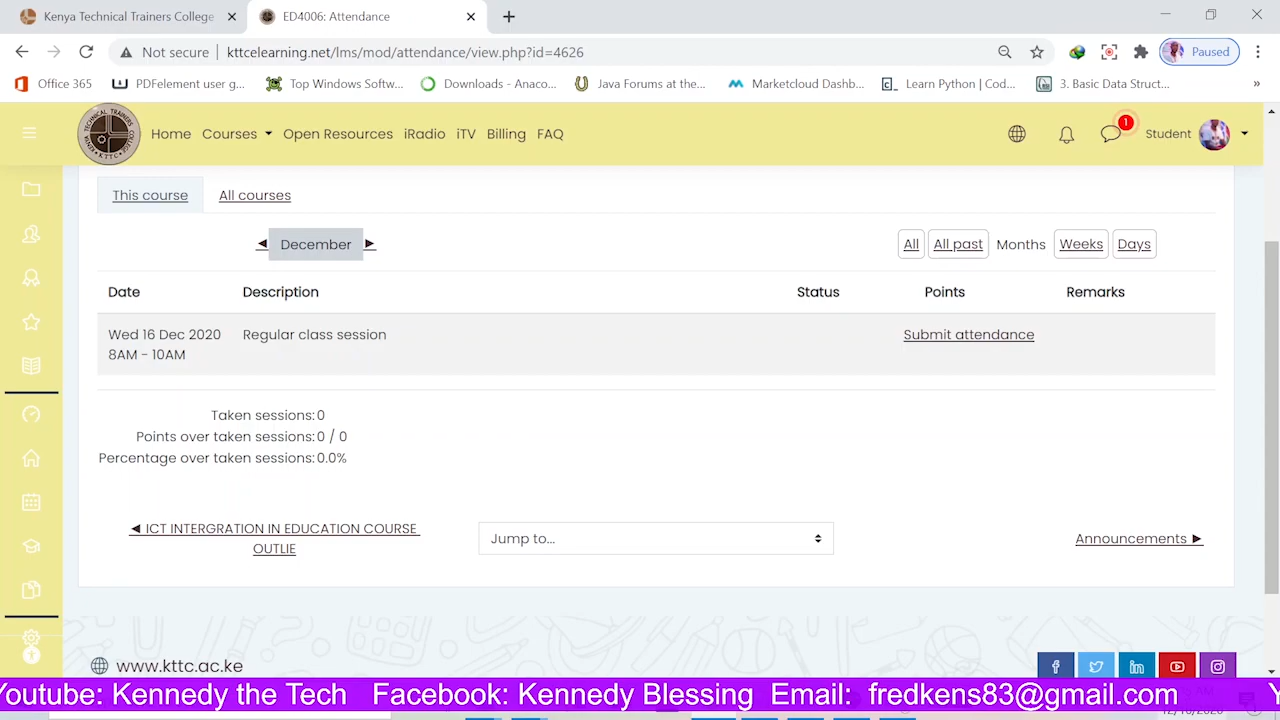 Kenya Technical Trainers College
ED4006: Attendance
Not secure
kttcelearning.net/lms/mod/attendance/view.php?id=4626
Paused
Office 365
PDFelement user g...
Top Windows Softw...
Downloads - Anaco...
Java Forums at the...
Marketcloud Dashb...
Learn Python | Cod...
3. Basic Data Struct...
»
Home
Courses
Open Resources
iRadio
iTV
Billing
FAQ
1
Student
This course
All courses
◄ December ►
All
All past
Months
Weeks
Days
Date
Description
Status
Points
Remarks
Wed 16 Dec 2020
8AM - 10AM
Regular class session
Submit attendance
Taken sessions: 0
Points over taken sessions: 0 / 0
Percentage over taken sessions: 0.0%
◄ ICT INTERGRATION IN EDUCATION COURSE
OUTLIE
Jump to...
Announcements ►
www.kttc.ac.ke
Youtube: Kennedy the Tech Facebook: Kennedy Blessing Email: fredkens83@gmail.com Y